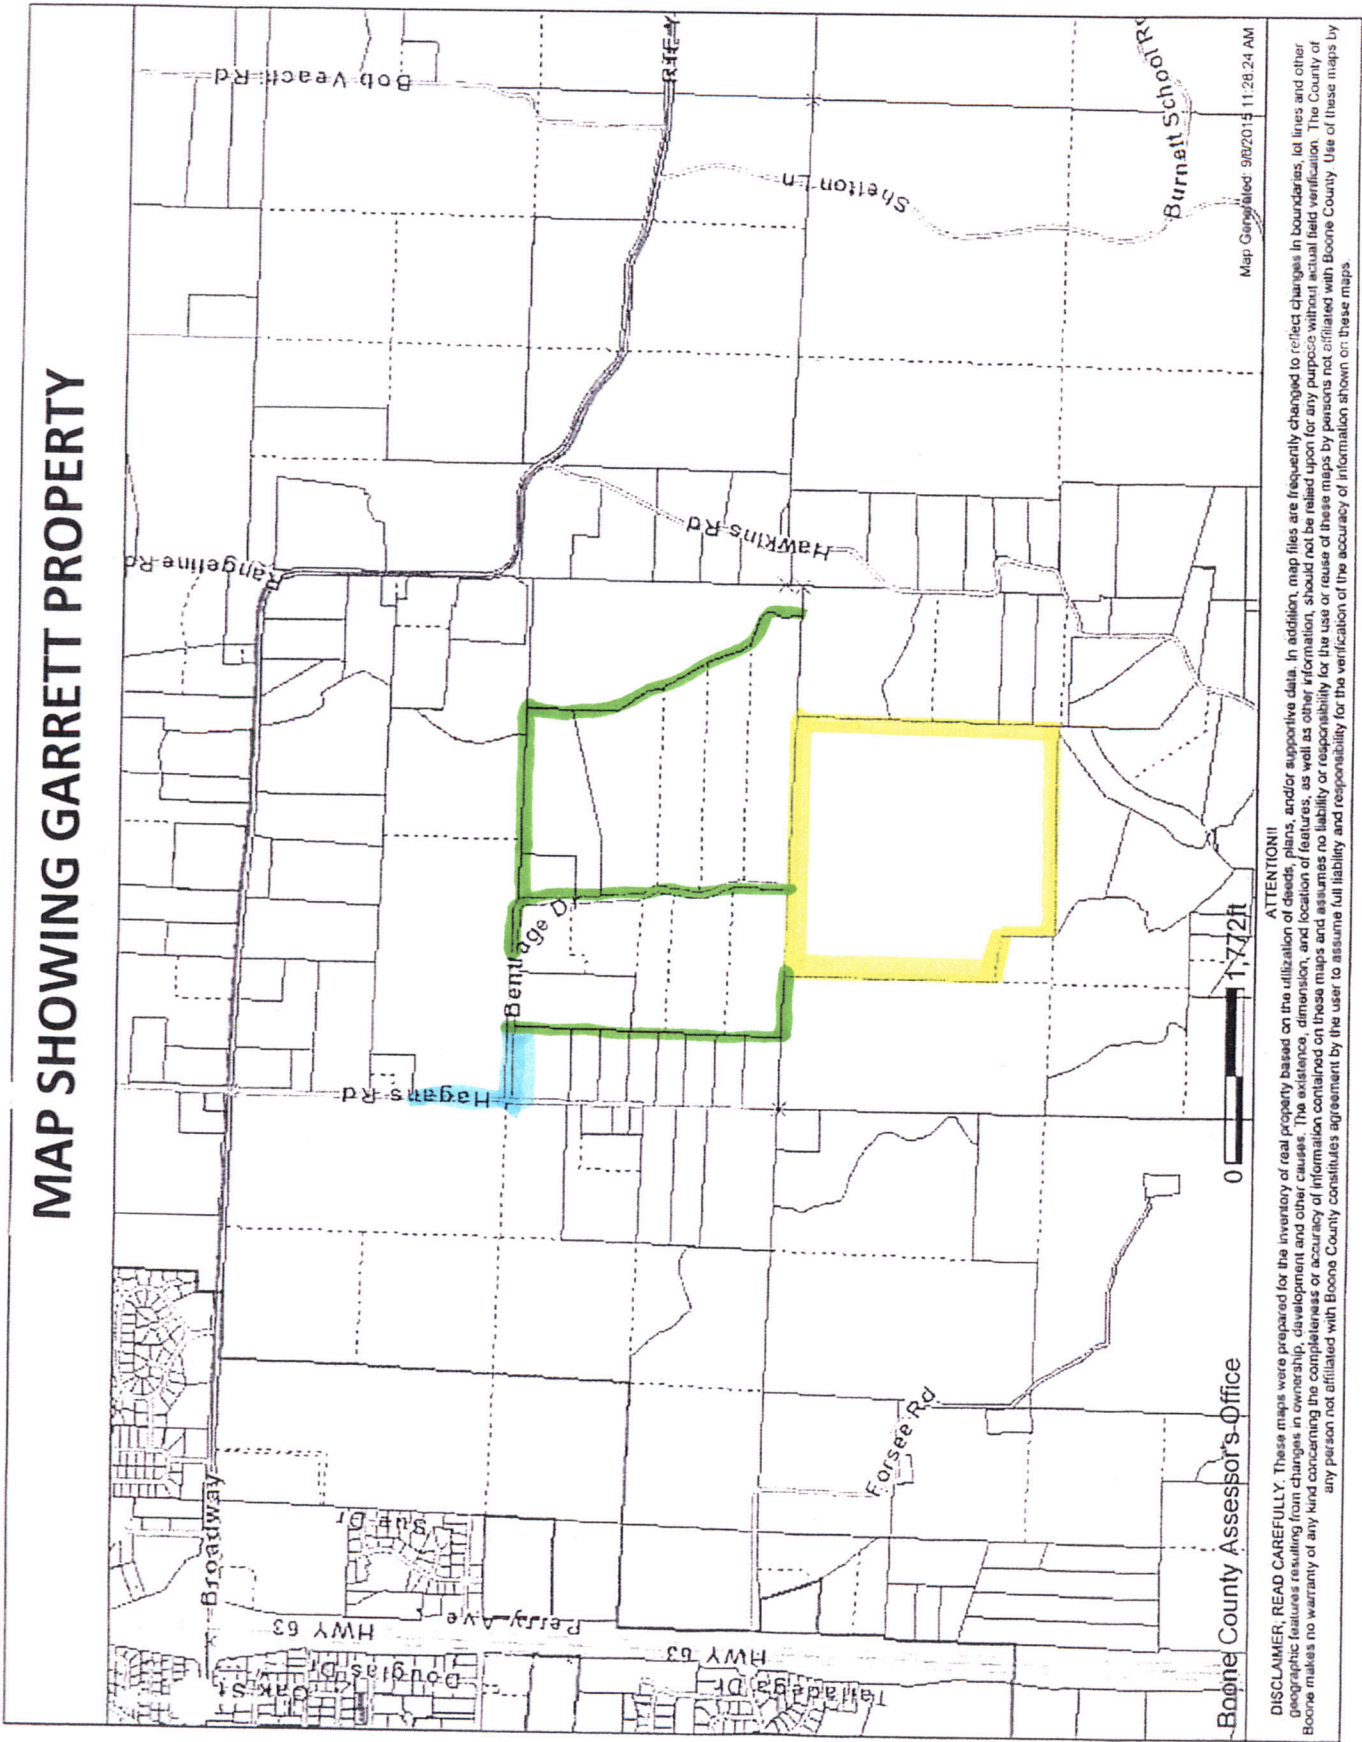 MAP SHOWING GARRETT PROPERTY
Bob Veach Rd
RTE Y
Shelton Ln
Burnett School Rd
Rangeline Rd
Hawkins Rd
Hagans Rd
Broadway
Sue Dr
Perry Ave
HWY 63
HWY 63
Oak St
Douglas Dr
Talladega Dr
Forsee Rd
0
1,772ft
Boone County Assessor's Office
Map Generated: 9/8/2015 11:28:24 AM
ATTENTION!!
DISCLAIMER, READ CAREFULLY. These maps were prepared for the inventory of real property based on the utilization of deeds, plans, and/or supportive data. In addition, map files are frequently changed to reflect changes in boundaries, lot lines and other
geographic features resulting from changes in ownership, development and other causes. The existence, dimension, and location of features, as well as other information, should not be relied upon for any purpose without actual field verification. The County of
Boone makes no warranty of any kind concerning the completeness or accuracy of information contained on these maps and assumes no liability or responsibility for the use or reuse of these maps by persons not affiliated with Boone County. Use of these maps by
any person not affiliated with Boone County constitutes agreement by the user to assume full liability and responsibility for the verification of the accuracy of information shown on these maps.